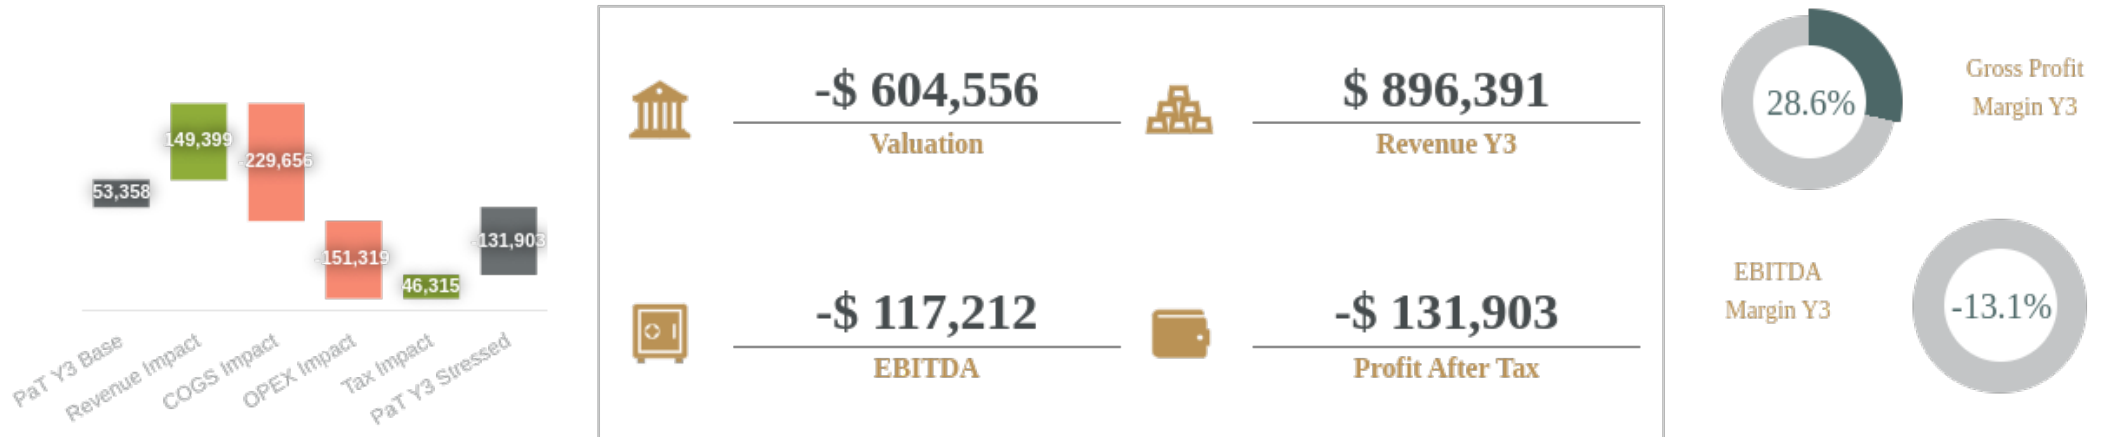 149,399
-229,656
53,358
-131,903
-151,319
46,315
PaT Y3 Base
Revenue Impact
COGS Impact
OPEX Impact
Tax Impact
PaT Y3 Stressed
-$ 604,556
Valuation
$ 896,391
Revenue Y3
-$ 117,212
EBITDA
-$ 131,903
Profit After Tax
28.6%
Gross Profit
Margin Y3
EBITDA
Margin Y3
-13.1%